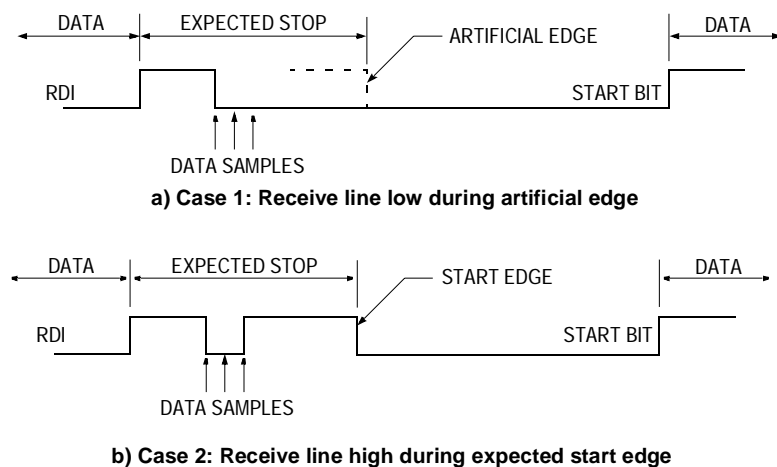 DATA EXPECTED STOP DATA
ARTIFICIAL EDGE
RDI START BIT
DATA SAMPLES
a) Case 1: Receive line low during artificial edge
DATA EXPECTED STOP DATA
START EDGE
RDI START BIT
DATA SAMPLES
b) Case 2: Receive line high during expected start edge